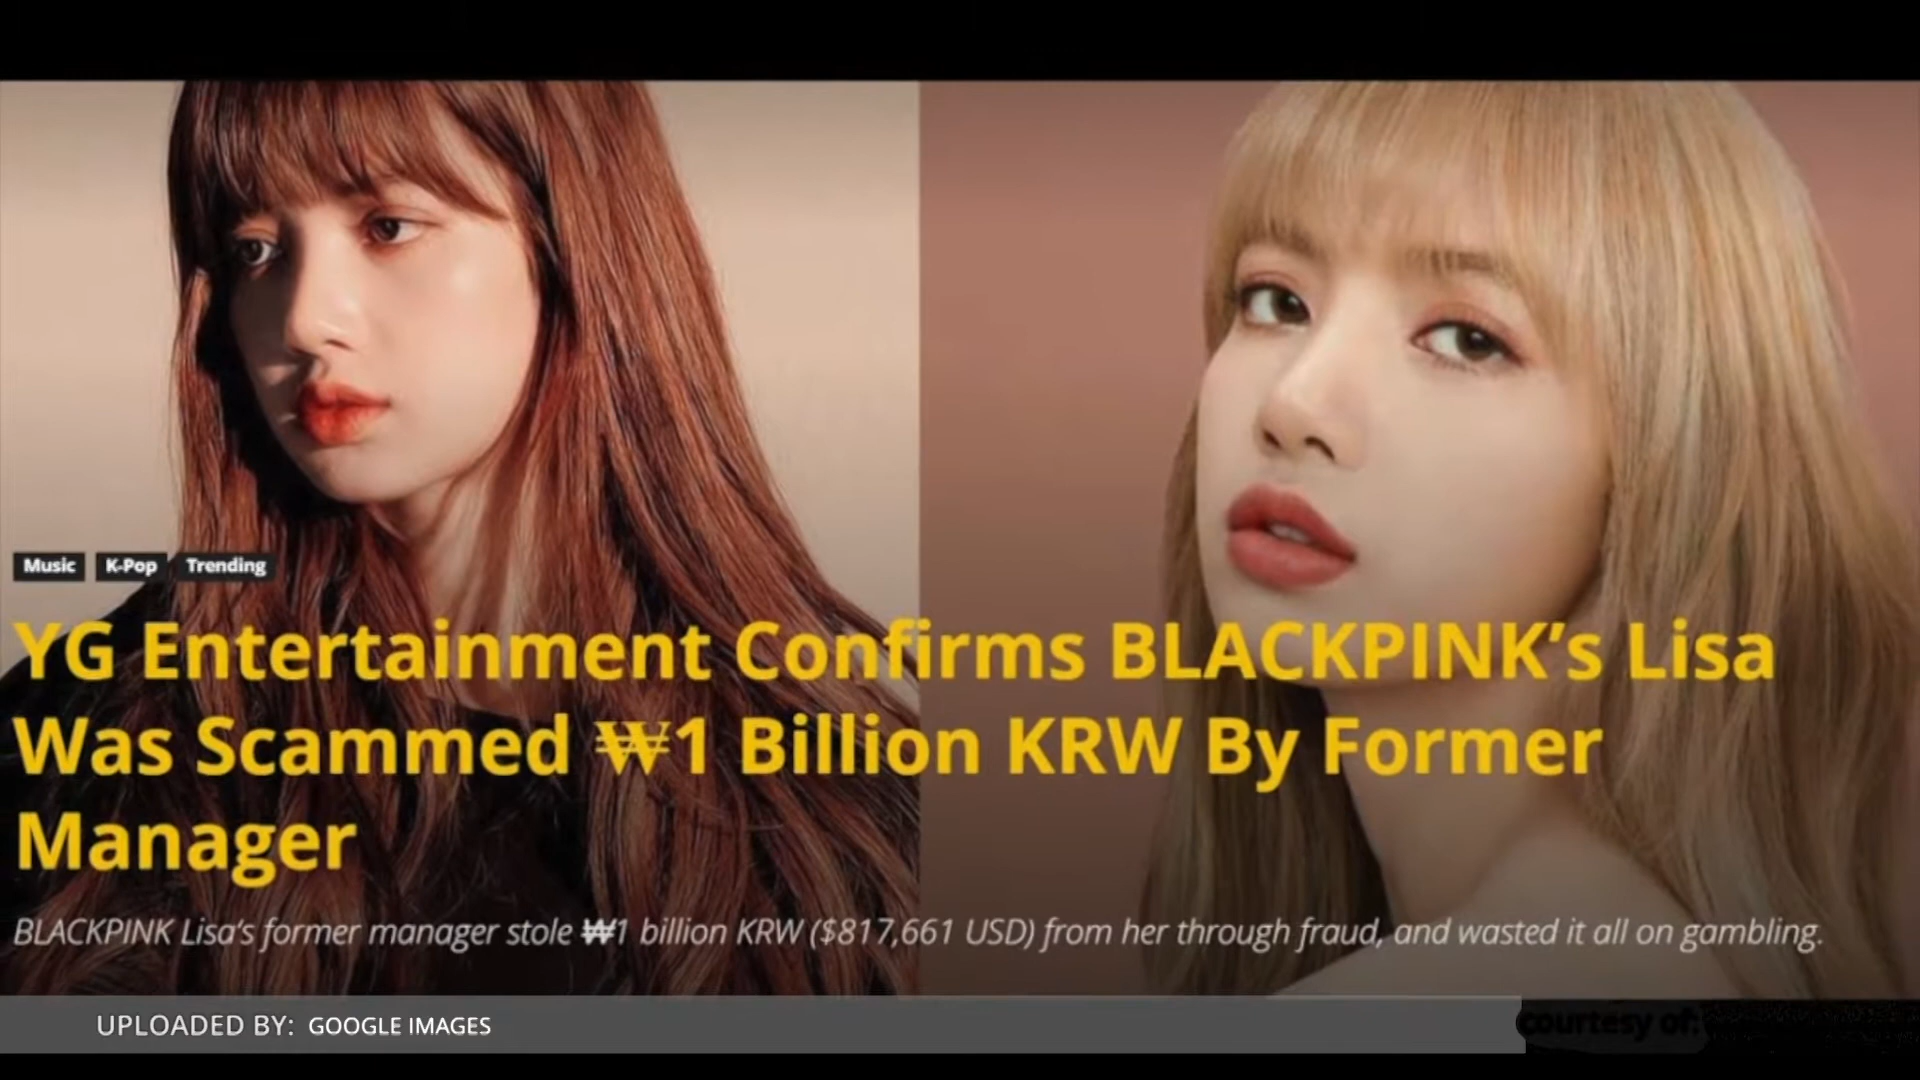 Music K-Pop Trending
YG Entertainment Confirms BLACKPINK’s Lisa
Was Scammed ₩1 Billion KRW By Former
Manager
BLACKPINK Lisa’s former manager stole ₩1 billion KRW ($817,661 USD) from her through fraud, and wasted it all on gambling.
UPLOADED BY: GOOGLE IMAGES
courtesy of: